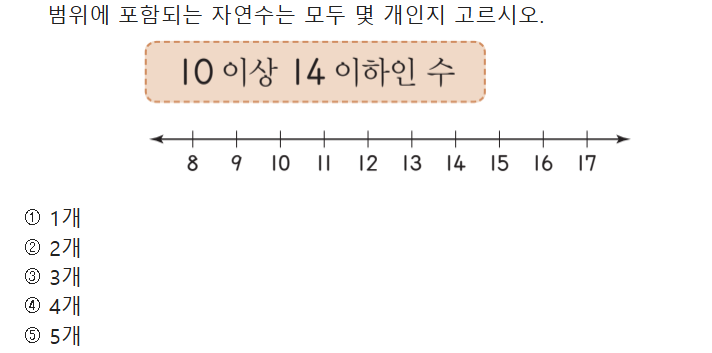 범위에 포함되는 자연수는 모두 몇 개인지 고르시오.
10 이상 14 이하인 수
8 9 10 11 12 13 14 15 16 17
① 1개
② 2개
③ 3개
④ 4개
⑤ 5개